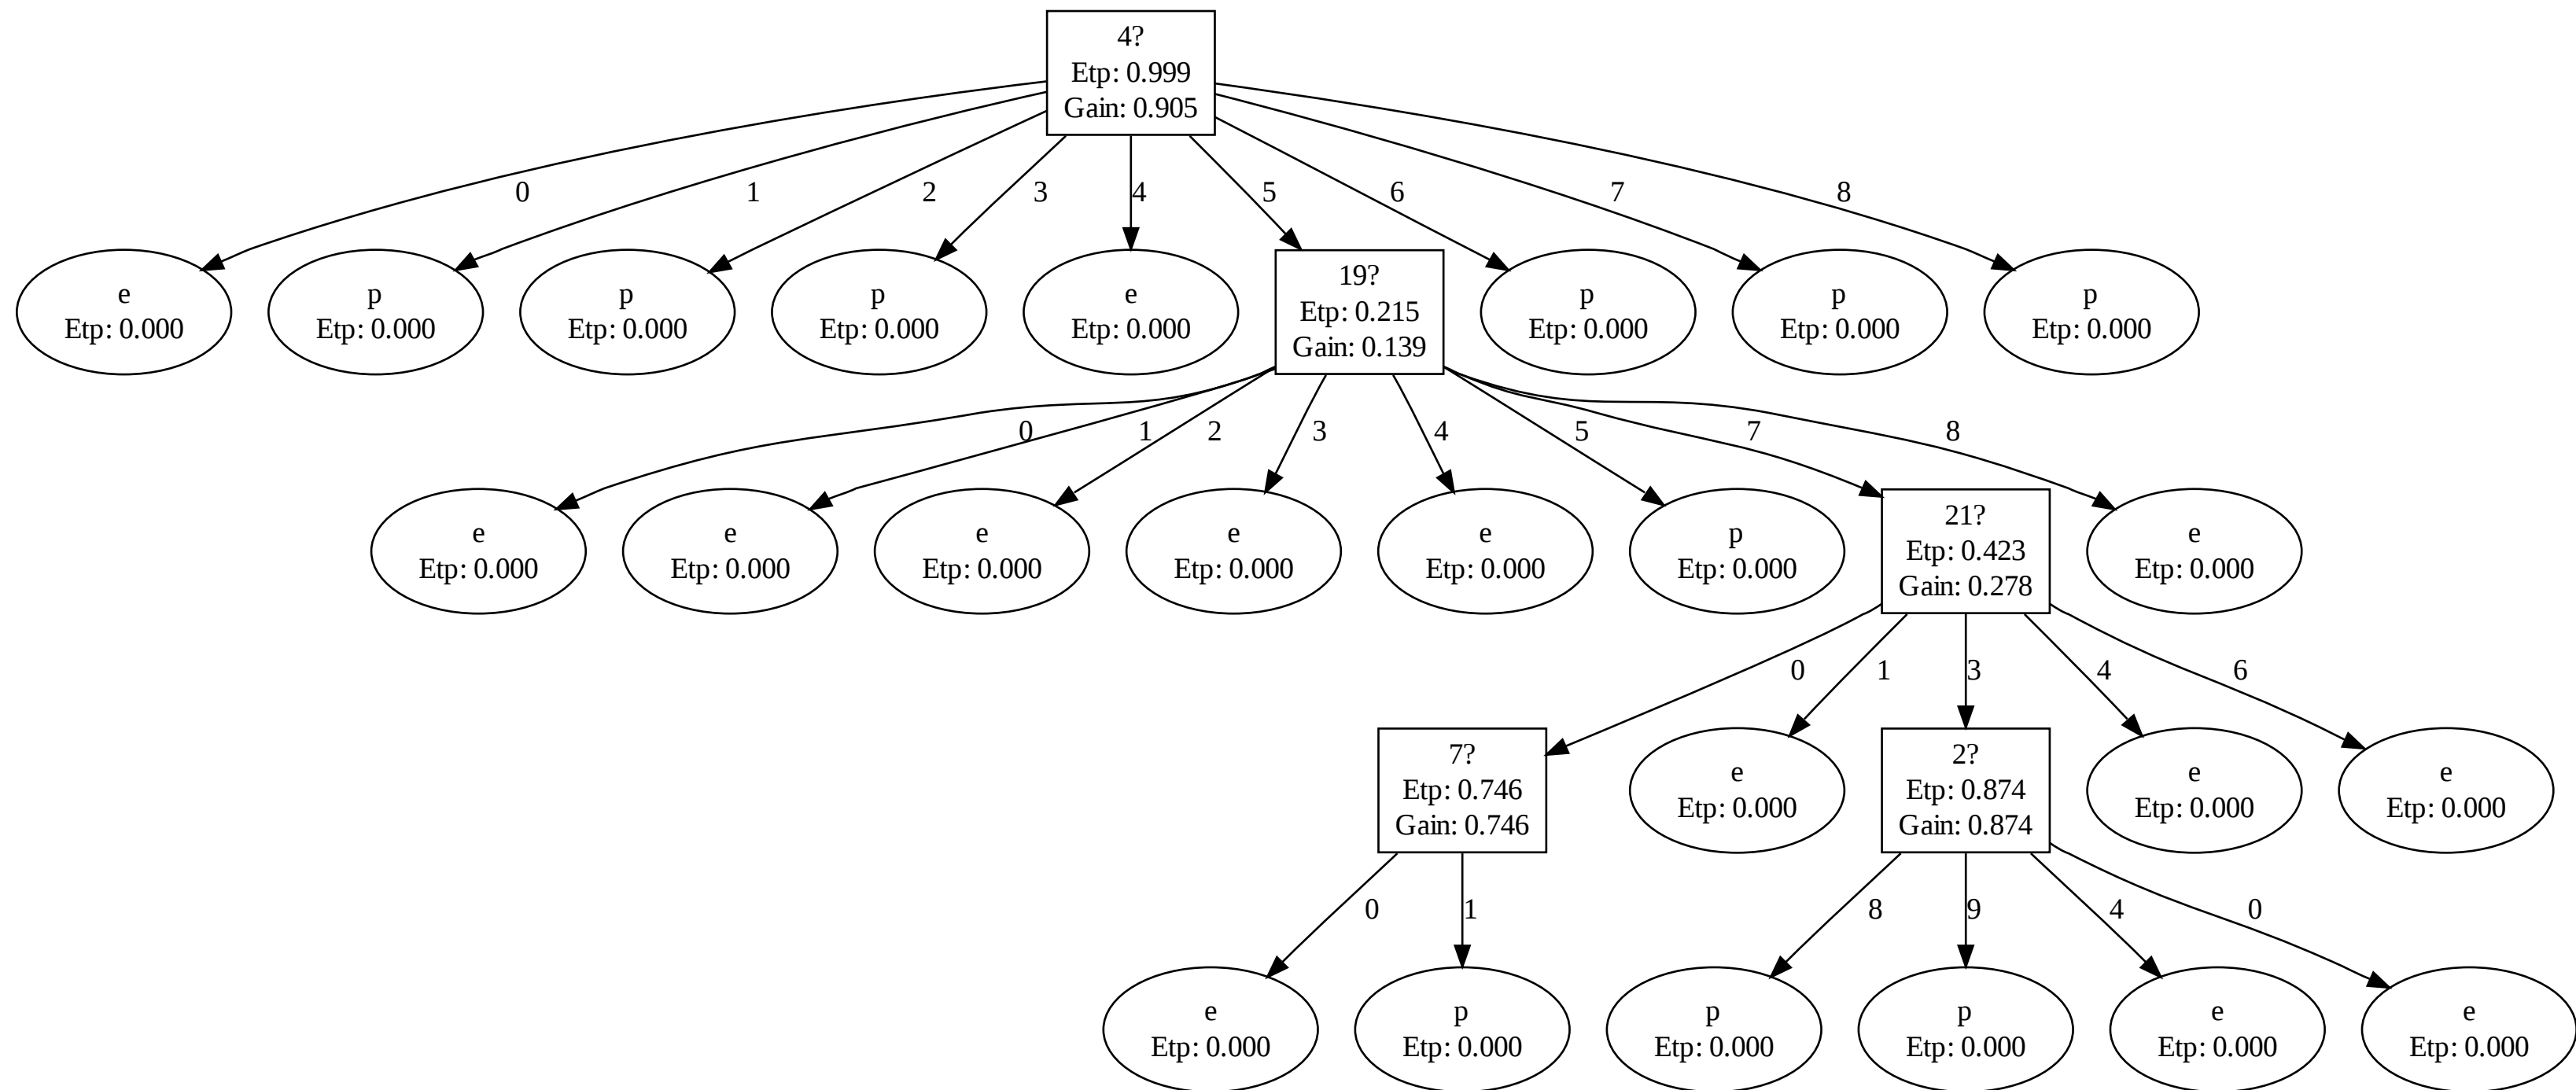 4?
Etp: 0.999
Gain: 0.905
0
1
2
3
4
5
6
7
8
e
Etp: 0.000
p
Etp: 0.000
p
Etp: 0.000
p
Etp: 0.000
e
Etp: 0.000
19?
Etp: 0.215
Gain: 0.139
p
Etp: 0.000
p
Etp: 0.000
p
Etp: 0.000
0
1
2
3
4
5
7
8
e
Etp: 0.000
e
Etp: 0.000
e
Etp: 0.000
e
Etp: 0.000
e
Etp: 0.000
p
Etp: 0.000
21?
Etp: 0.423
Gain: 0.278
e
Etp: 0.000
0
1
3
4
6
7?
Etp: 0.746
Gain: 0.746
e
Etp: 0.000
2?
Etp: 0.874
Gain: 0.874
e
Etp: 0.000
e
Etp: 0.000
0
1
8
9
4
0
e
Etp: 0.000
p
Etp: 0.000
p
Etp: 0.000
p
Etp: 0.000
e
Etp: 0.000
e
Etp: 0.000